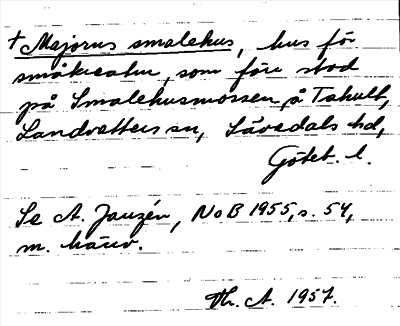 † Majorns smalehus, hus för
småkreatur, som förr stod
på Smalehusmossen, å Tahult,
Landvetters sn, Sävedals hd,
Göteb. l.
Se A. Janzén, NoB 1955, s. 54,
m. hänv.
Th. A. 1957.